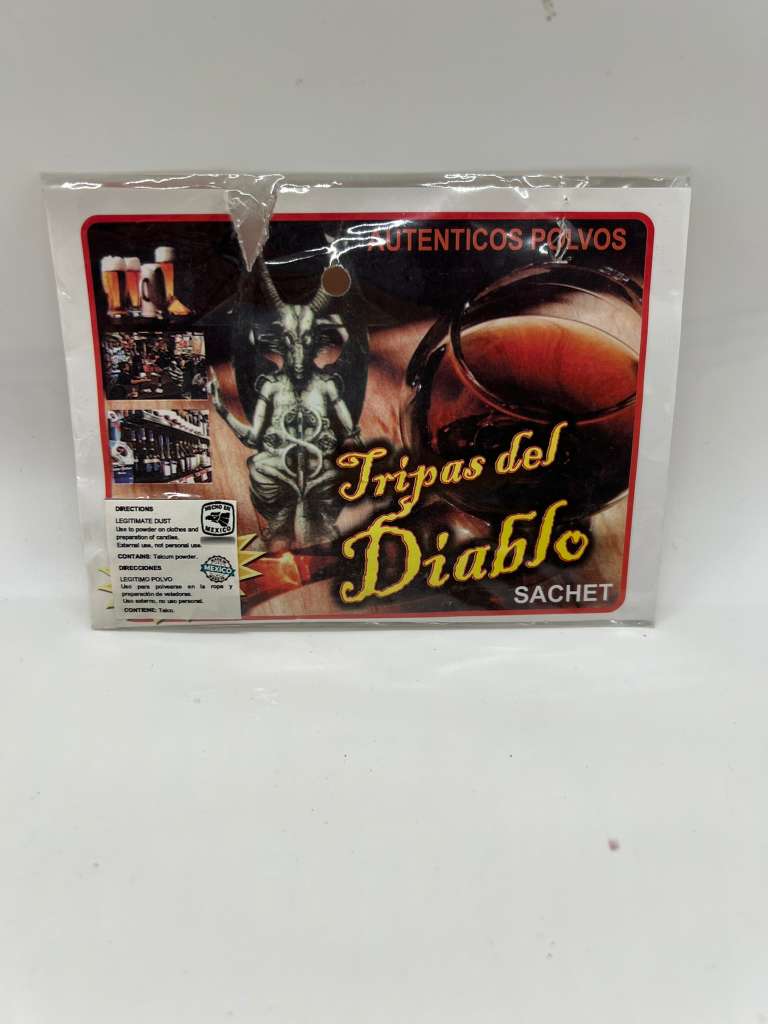 AUTENTICOS POLVOS
Tripas del
Diablo
SACHET
DIRECTIONS
LEGITIMATE DUST
Use to powder on clothes and
preparation of candles.
External use, not personal use.
CONTAINS: Talcum powder.
DIRECCIONES
LEGITIMO POLVO
Uso para polvearse en la ropa y
preparación de veladoras.
Uso externo, no uso personal.
CONTIENE: Talco.
HECHO EN
MEXICO
MEXICO